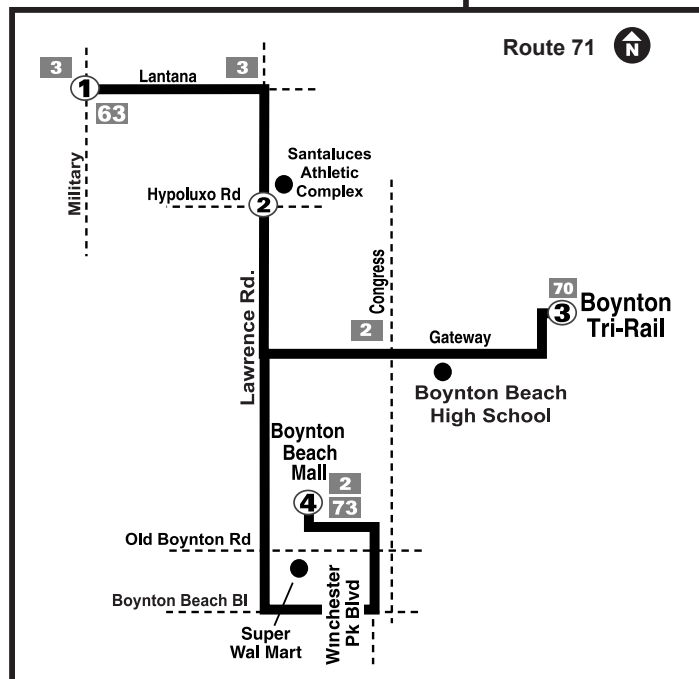 Route 71
N
3
Lantana
3
1
63
Military
Santaluces
Athletic
Complex
Hypoluxo Rd
2
Congress
Lawrence Rd.
70
3
Boynton
Tri-Rail
2
Gateway
Boynton Beach
High School
Boynton
Beach
Mall
2
4
73
Old Boynton Rd
Boynton Beach Bl
Winchester
Pk Blvd
Super
Wal Mart